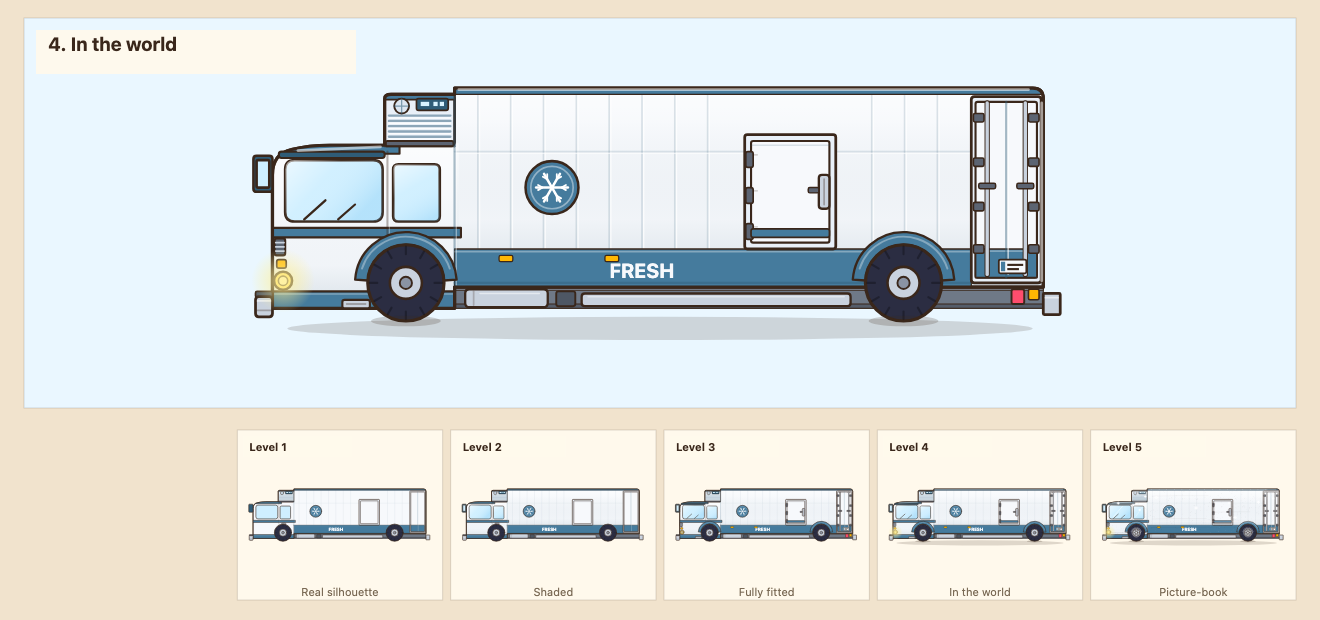 4. In the world
FRESH
Level 1
Level 2
Level 3
Level 4
Level 5
FRESH
FRESH
FRESH
FRESH
FRESH
Real silhouette
Shaded
Fully fitted
In the world
Picture-book